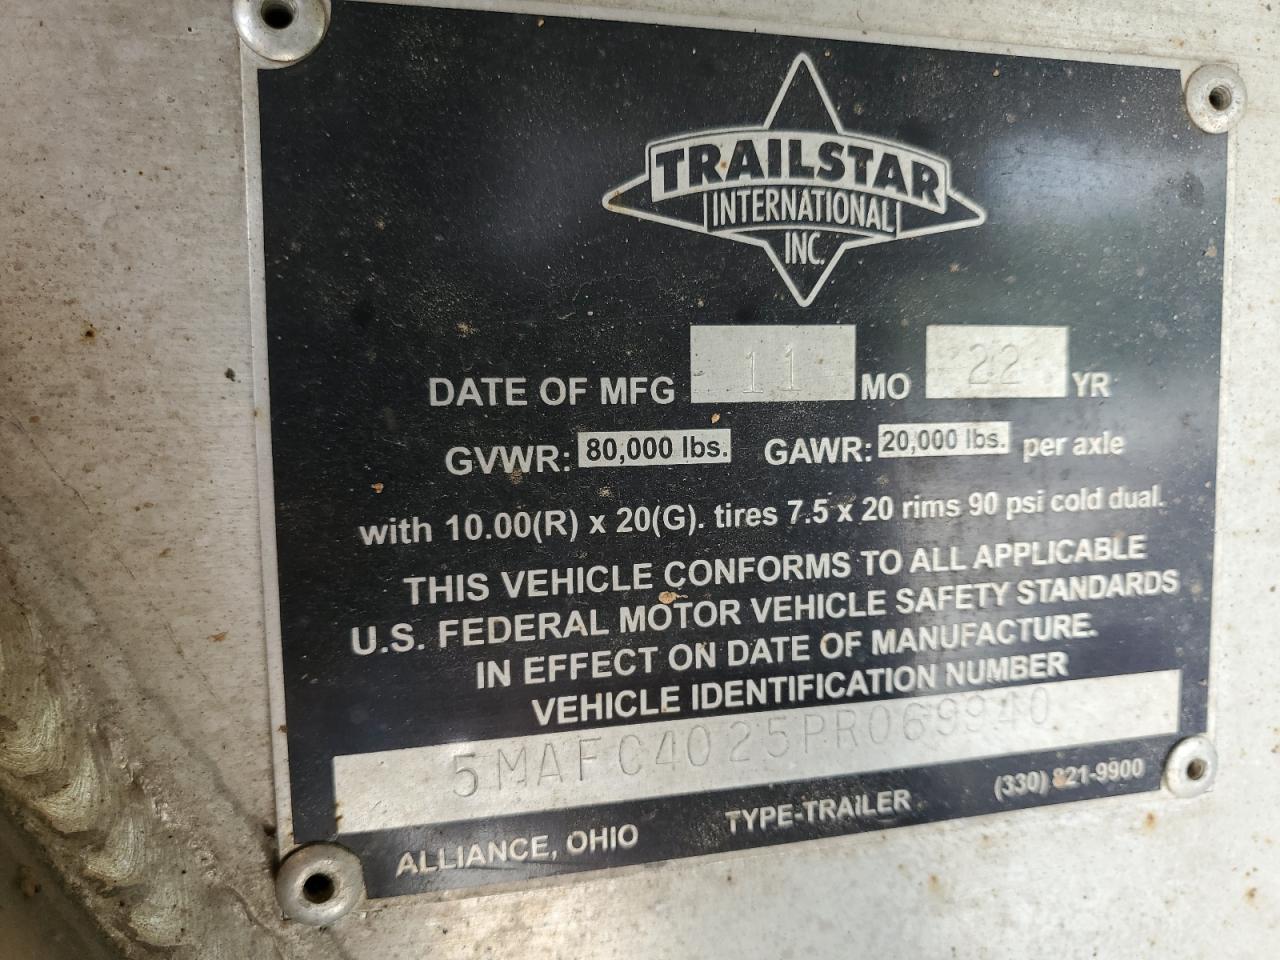 TRAILSTAR
INTERNATIONAL
INC.
DATE OF MFG 11 MO 22 YR
GVWR: 80,000 lbs. GAWR: 20,000 lbs. per axle
with 10.00(R) x 20(G). tires 7.5 x 20 rims 90 psi cold dual.
THIS VEHICLE CONFORMS TO ALL APPLICABLE
U.S. FEDERAL MOTOR VEHICLE SAFETY STANDARDS
IN EFFECT ON DATE OF MANUFACTURE.
VEHICLE IDENTIFICATION NUMBER
5MAFC4025PR069940
ALLIANCE, OHIO TYPE-TRAILER (330) 821-9900